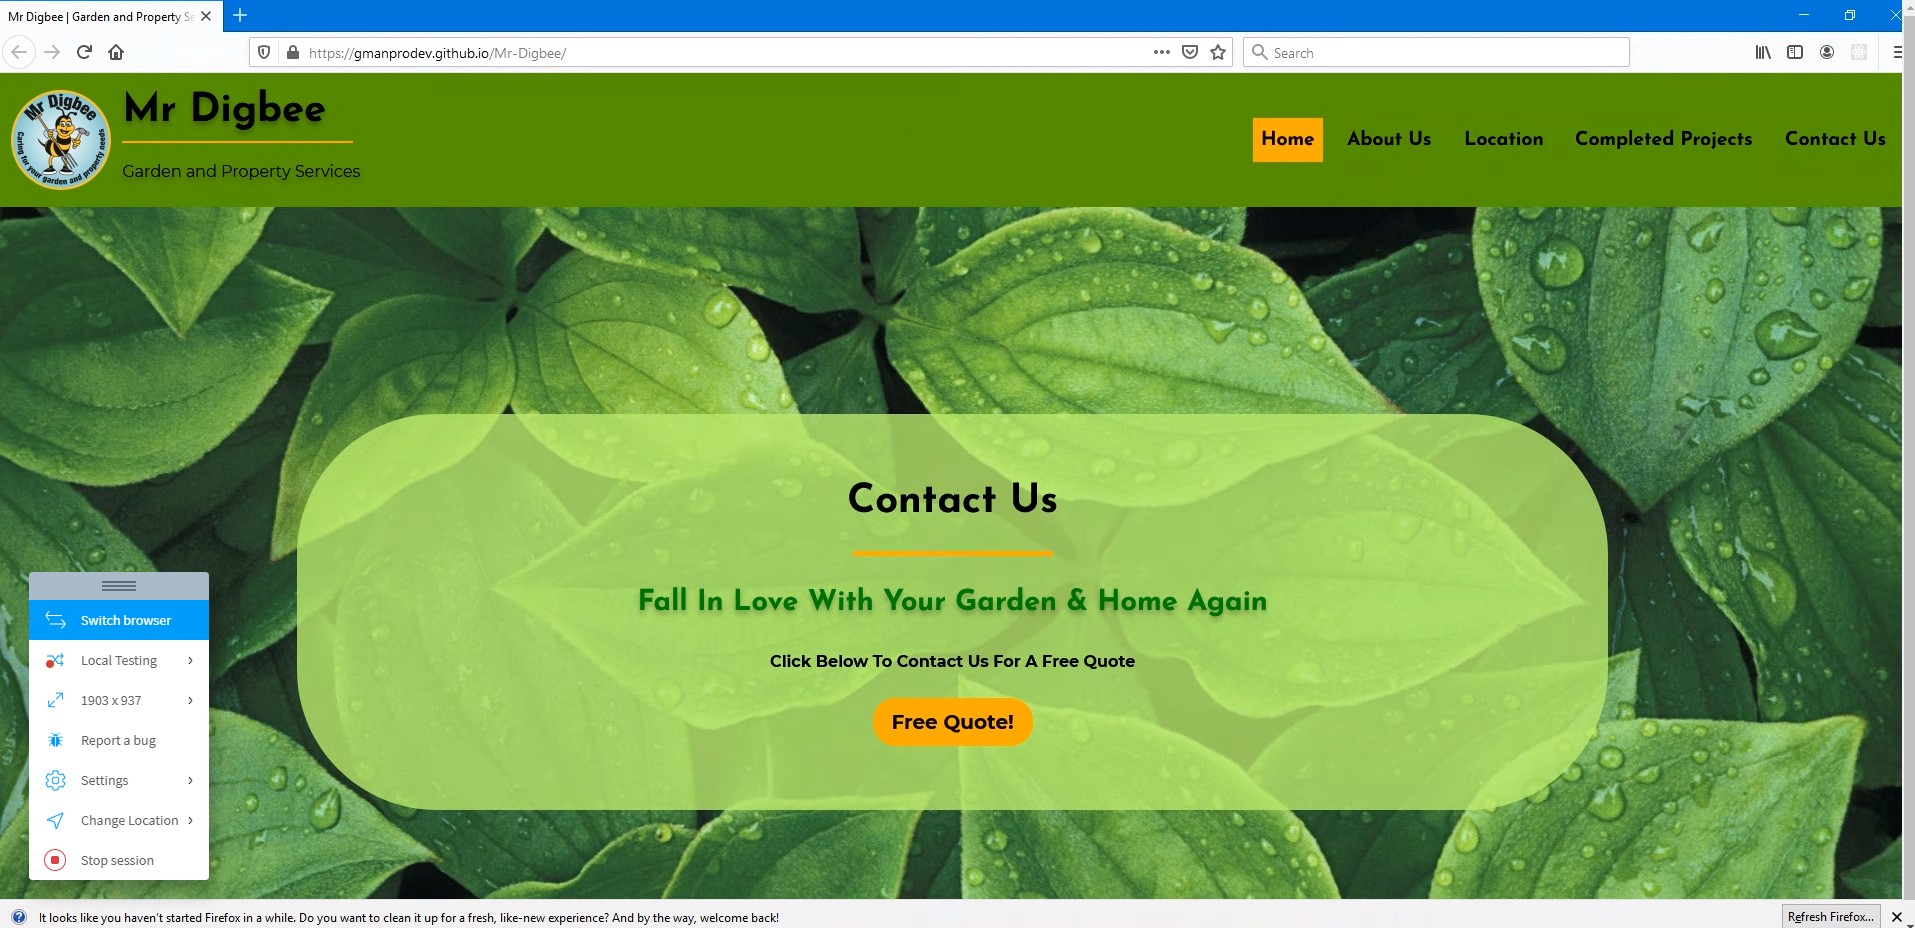 Mr Digbee | Garden and Property Se
https://gmanprodev.github.io/Mr-Digbee/
Search
Mr Digbee
Caring for your garden and property needs
Mr Digbee
Garden and Property Services
Home
About Us
Location
Completed Projects
Contact Us
Contact Us
Fall In Love With Your Garden & Home Again
Click Below To Contact Us For A Free Quote
Free Quote!
Switch browser
Local Testing
1903 x 937
Report a bug
Settings
Change Location
Stop session
It looks like you haven't started Firefox in a while. Do you want to clean it up for a fresh, like-new experience? And by the way, welcome back!
Refresh Firefox...